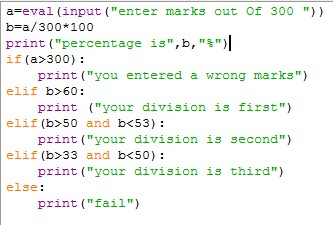 a=eval(input("enter marks out Of 300 "))
b=a/300*100
print("percentage is",b,"%")
if(a>300):
    print("you entered a wrong marks")
elif b>60:
    print ("your division is first")
elif(b>50 and b<53):
    print("your division is second")
elif(b>33 and b<50):
    print("your division is third")
else:
    print("fail")